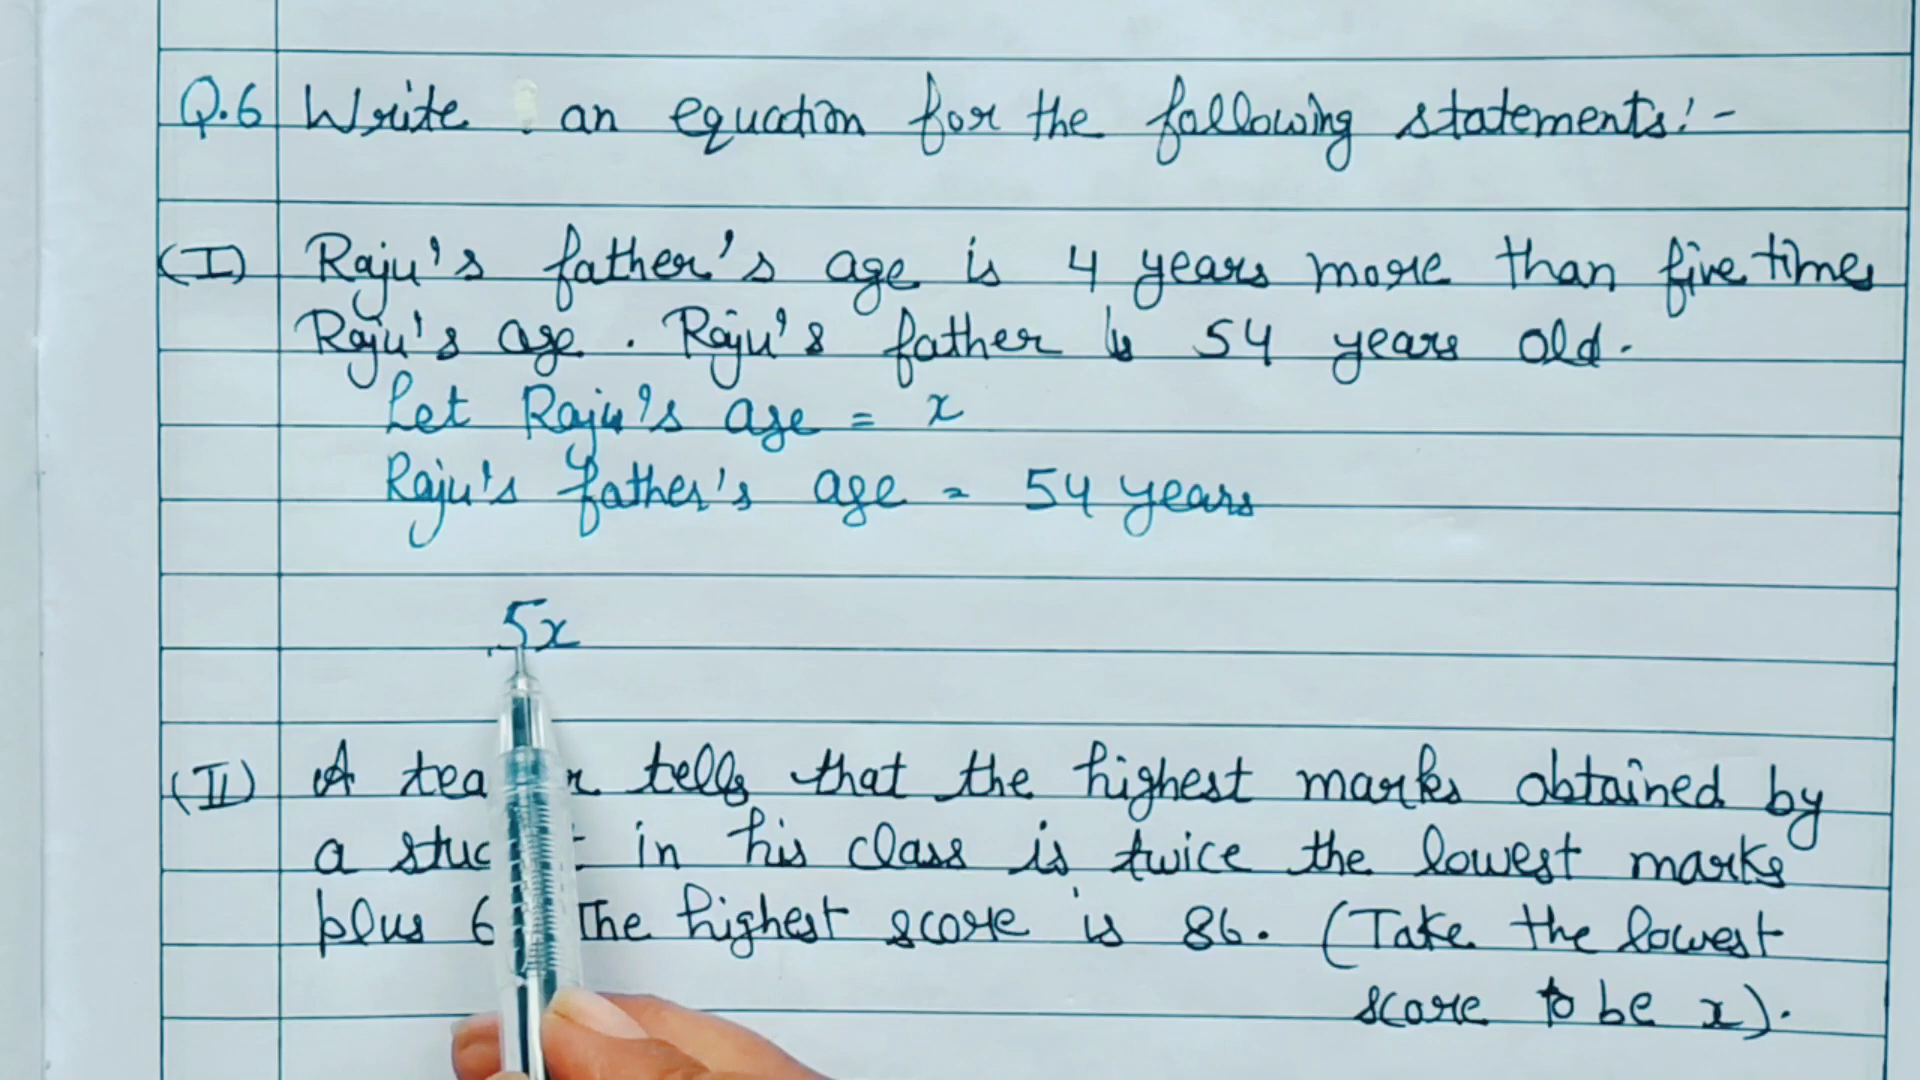 Q.6 Write an equation for the following statements:-
(I) Raju's father's age is 4 years more than five times
Raju's age. Raju's father is 54 years old.
Let Raju's age = x
Raju's father's age = 54 years
5x
(II) A tells that the highest marks obtained by
a in his class is twice the lowest marks
plus 6 The highest score is 86. (Take the lowest
score to be x).